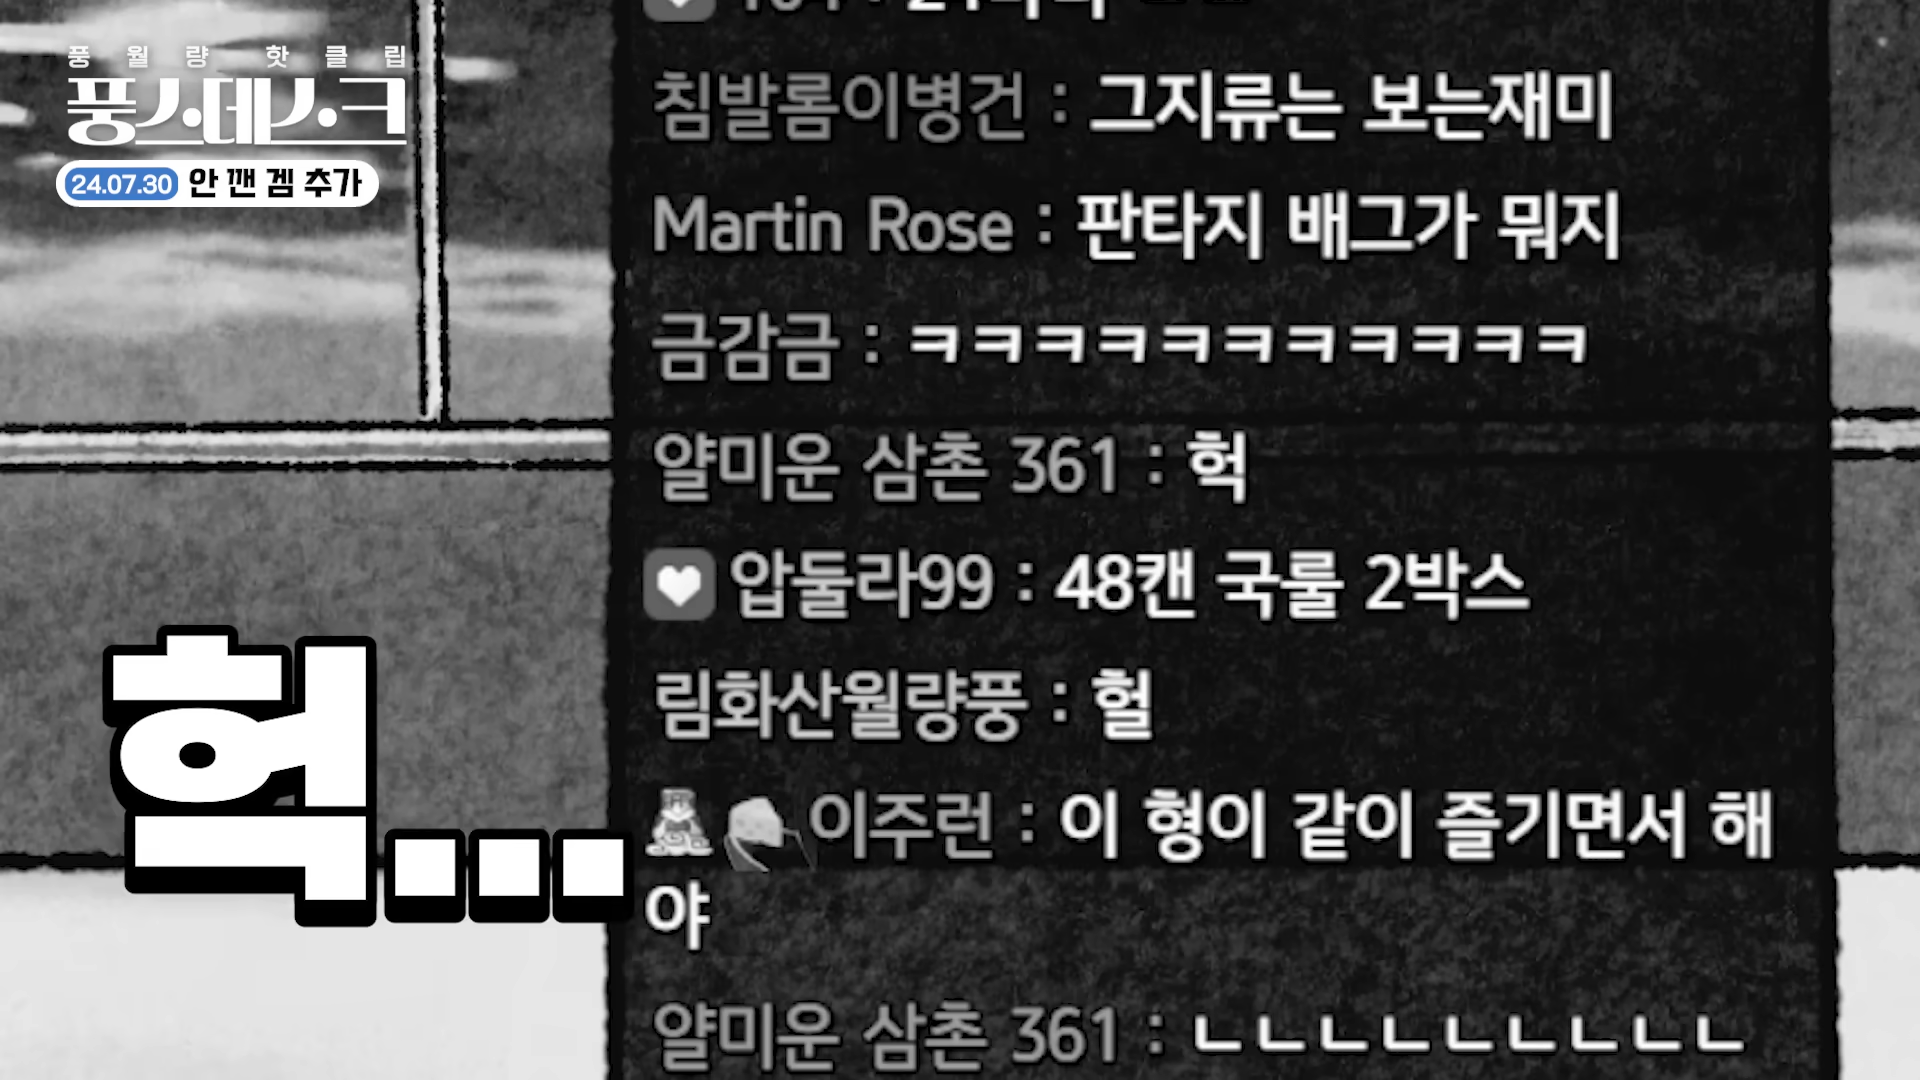 풍월량 핫클립
풍스데스크
24.07.30 안 깬 겜 추가
침발롬이병건 : 그지류는 보는재미
Martin Rose : 판타지 배그가 뭐지
금감금 : ㅋㅋㅋㅋㅋㅋㅋㅋㅋㅋㅋ
얄미운 삼촌 361 : 헉
압둘라99 : 48캔 국룰 2박스
림화산월량풍 : 헐
이주런 : 이 형이 같이 즐기면서 해
야
얄미운 삼촌 361 : ㄴㄴㄴㄴㄴㄴㄴㄴㄴ
헉...